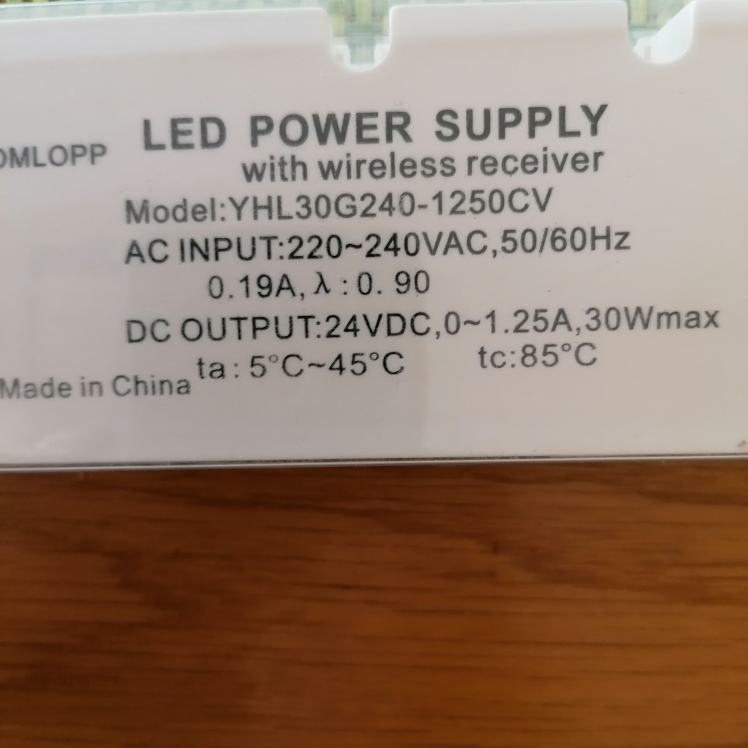 OMLOPP LED POWER SUPPLY
with wireless receiver
Model:YHL30G240-1250CV
AC INPUT:220~240VAC,50/60Hz
0.19A, λ : 0. 90
DC OUTPUT:24VDC,0~1.25A,30Wmax
ta : 5°C~45°C tc:85°C
Made in China